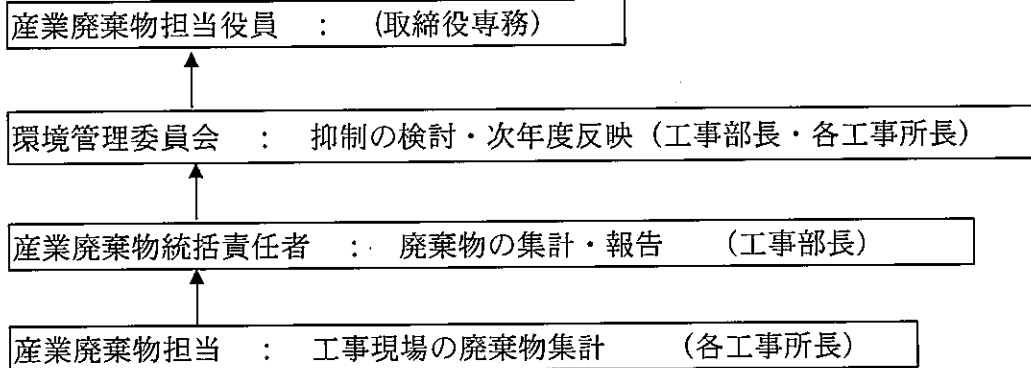 産業廃棄物担当役員 : (取締役専務)
環境管理委員会 : 抑制の検討・次年度反映(工事部長・各工事所長)
産業廃棄物統括責任者 : 廃棄物の集計・報告 (工事部長)
産業廃棄物担当 : 工事現場の廃棄物集計 (各工事所長)